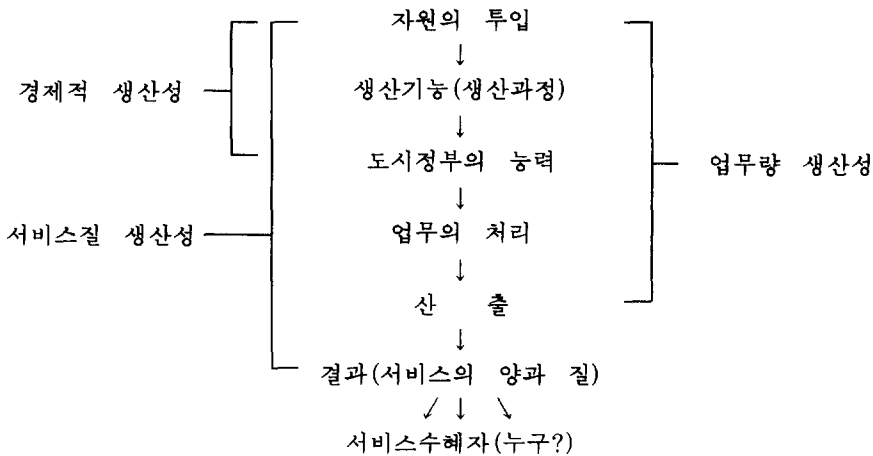 자원의 투입
↓
경제적 생산성
생산기능(생산과정)
↓
도시정부의 능력
업무량 생산성
↓
서비스질 생산성
업무의 처리
↓
산 출
↓
결과(서비스의 양과 질)
↙ ↓ ↘
서비스수혜자(누구?)